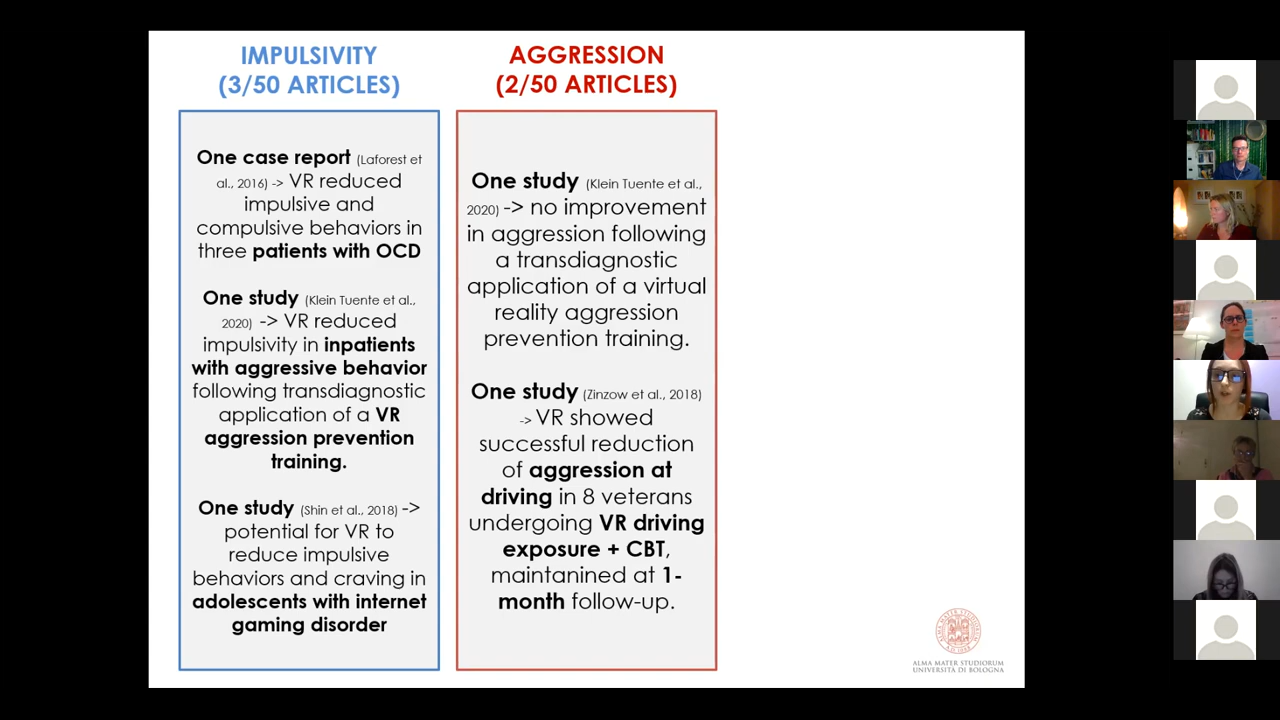 IMPULSIVITY
(3/50 ARTICLES)
One case report (Laforest et
al., 2016) -> VR reduced
impulsive and
compulsive behaviors in
three patients with OCD
One study (Klein Tuente et al.,
2020) -> VR reduced
impulsivity in inpatients
with aggressive behavior
following transdiagnostic
application of a VR
aggression prevention
training.
One study (Shin et al., 2018) ->
potential for VR to
reduce impulsive
behaviors and craving in
adolescents with internet
gaming disorder
AGGRESSION
(2/50 ARTICLES)
One study (Klein Tuente et al.,
2020) -> no improvement
in aggression following
a transdiagnostic
application of a virtual
reality aggression
prevention training.
One study (Zinzow et al., 2018)
-> VR showed
successful reduction
of aggression at
driving in 8 veterans
undergoing VR driving
exposure + CBT,
maintanined at 1-
month follow-up.
ALMA MATER STUDIORUM
UNIVERSITÀ DI BOLOGNA